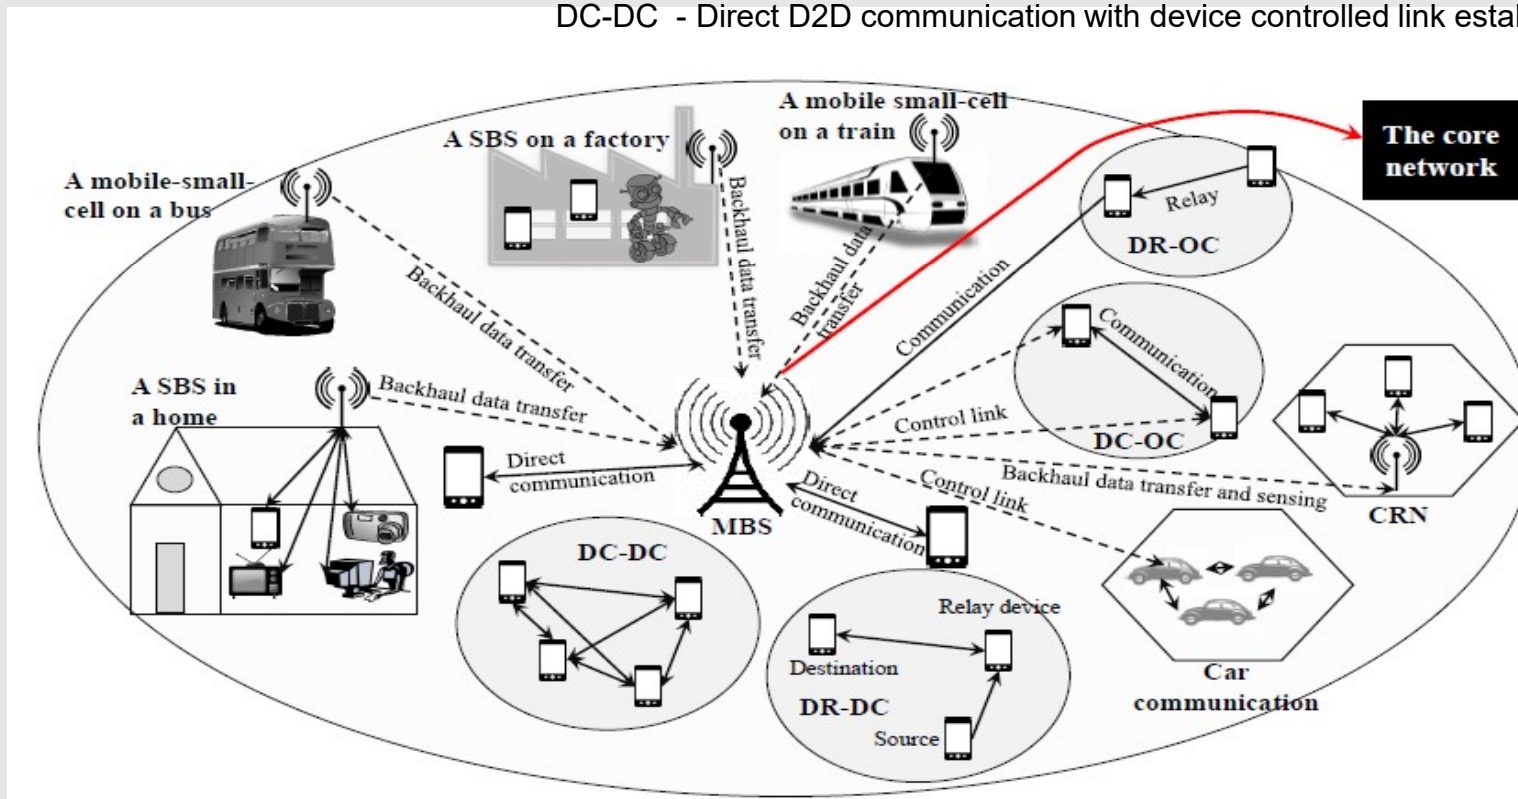 DC-DC - Direct D2D communication with device controlled link
A mobile small-cell
on a train
A SBS on a factory
The core
network
A mobile-small-
cell on a bus
Relay
DR-OC
Backhaul data transfer
Backhaul data
transfer
Backhaul data transfer
Communication
Communication
A SBS in
a home
Backhaul data transfer
Control link
DC-OC
Direct
communication
Backhaul data transfer and sensing
Control link
CRN
Direct
communication
MBS
DC-DC
Relay device
Destination
DR-DC
Source
Car
communication